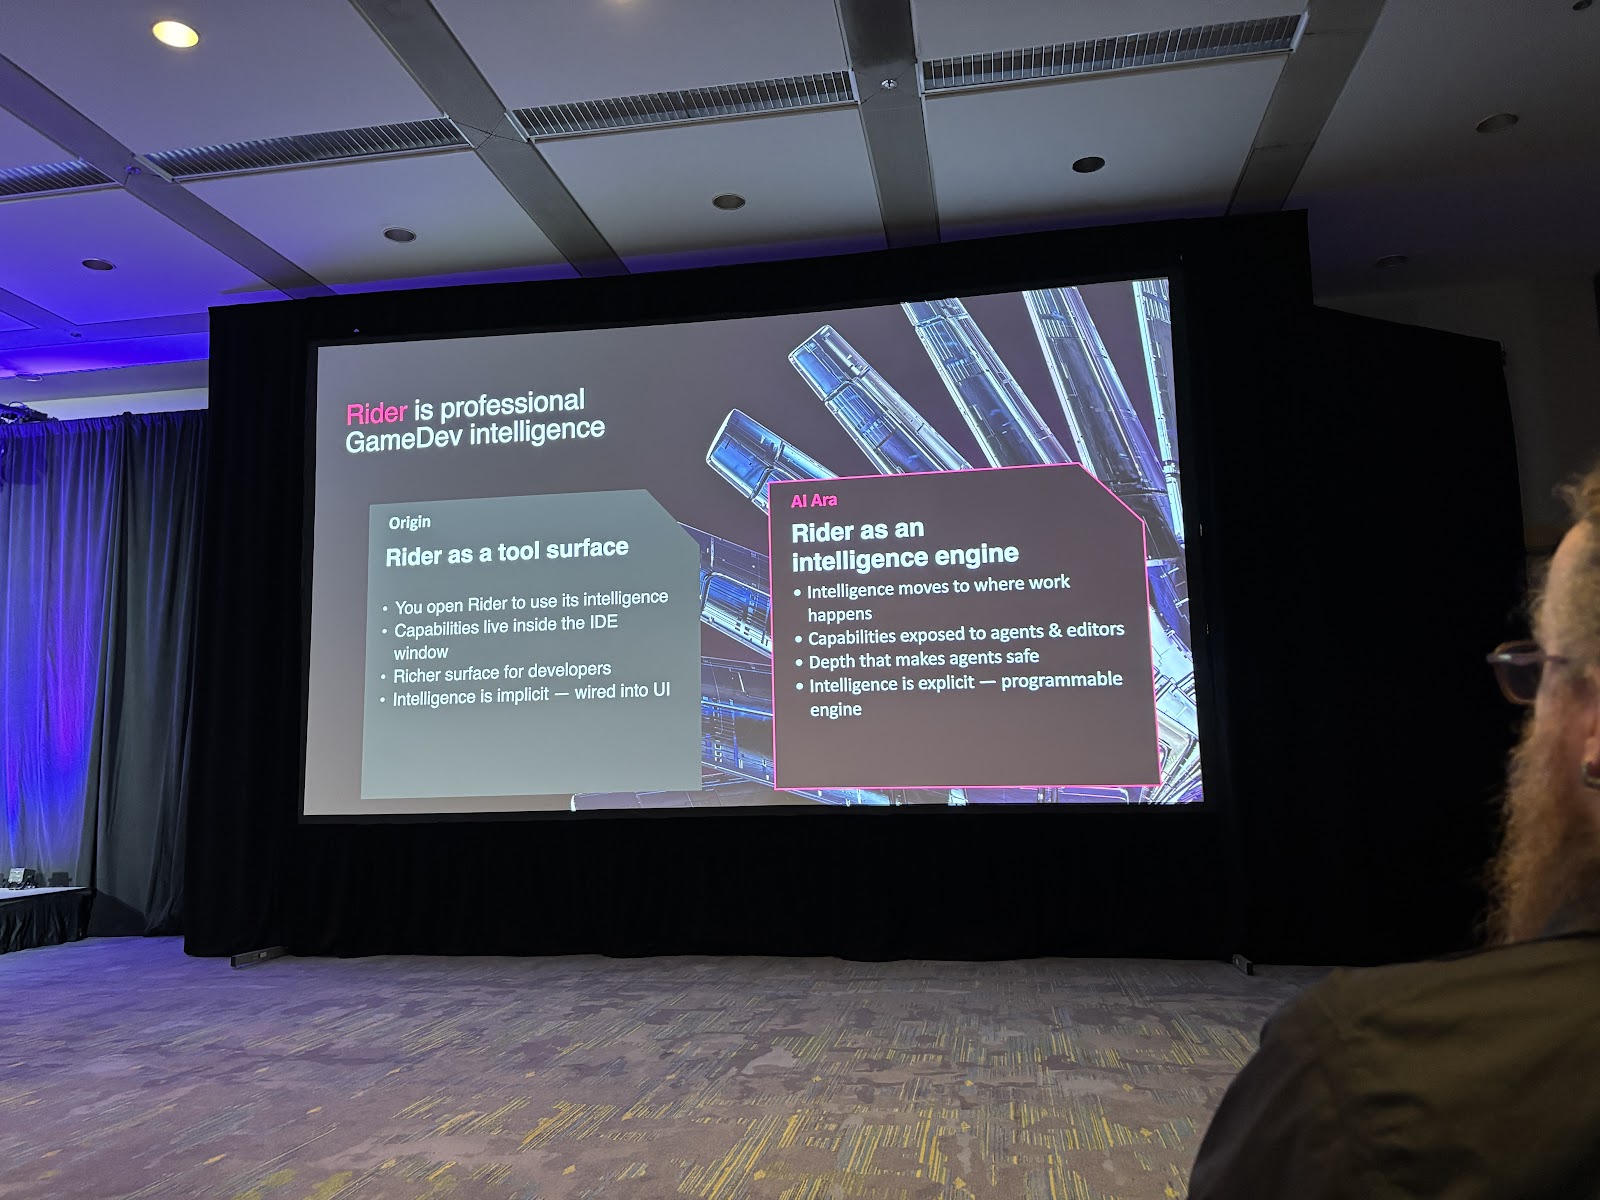 Rider is professional
GameDev intelligence
Origin
Rider as a tool surface
• You open Rider to use its intelligence
• Capabilities live inside the IDE
window
• Richer surface for developers
• Intelligence is implicit — wired into UI
AI Ara
Rider as an
intelligence engine
• Intelligence moves to where work
happens
• Capabilities exposed to agents & editors
• Depth that makes agents safe
• Intelligence is explicit — programmable
engine